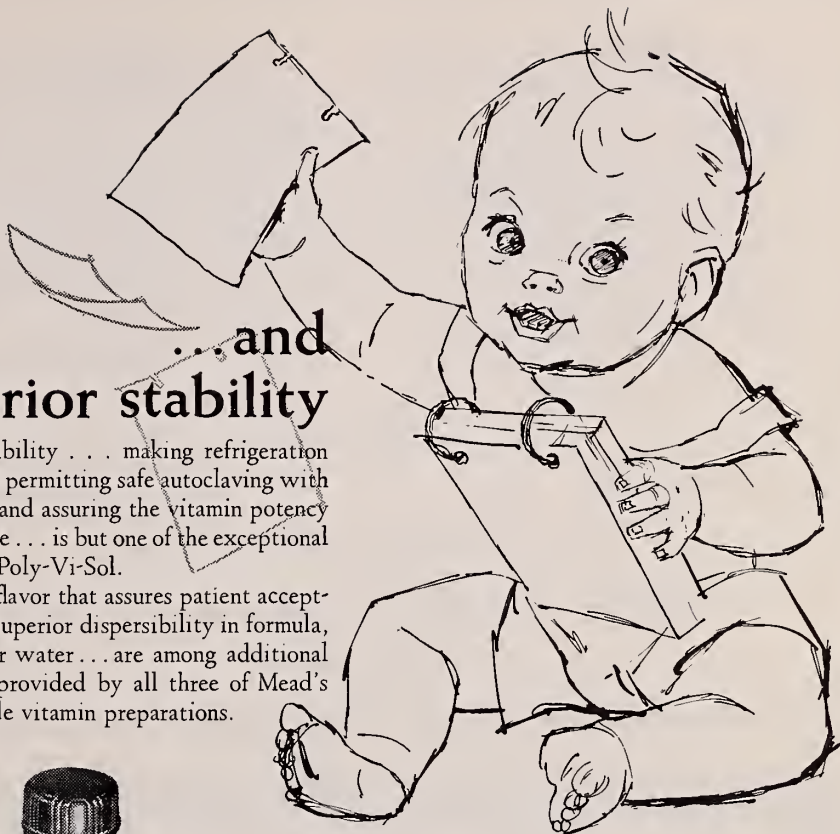 ...and
rior stability
bility . . . making refrigeration
permitting safe autoclaving with
and assuring the vitamin potency
e . . . is but one of the exceptional
Poly-Vi-Sol.
flavor that assures patient accept-
uperior dispersibility in formula,
r water . . . are among additional
provided by all three of Mead's
le vitamin preparations.